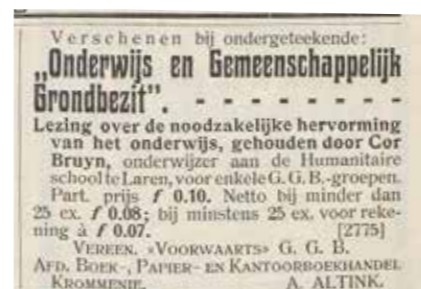 Verschenen bij ondergeteekende:
„Onderwijs en Gemeenschappelijk
Grondbezit”. - - - - - - - - -
Lezing over de noodzakelijke hervorming
van het onderwijs, gehouden door Cor
Bruyn, onderwijzer aan de Humanitaire
school te Laren, voor enkele G. G. B.-groepen.
Part. prijs f 0.10. Netto bij minder dan
25 ex. f 0.08; bij minstens 25 ex. voor reke-
ning à f 0.07. [2775]
VEREEN. «VOORWAARTS» G. G. B.
AFD. BOEK-, PAPIER- EN KANTOORBOEKHANDEL
KROMMENIE. A. ALTINK.